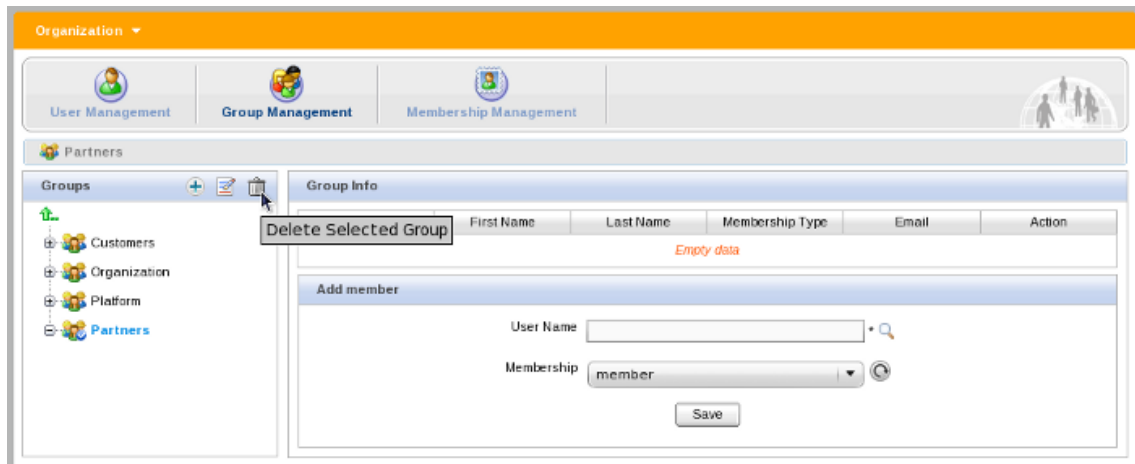 Organization
User Management Group Management Membership Management
Partners
Groups
Group Info
Delete Selected Group
First Name Last Name Membership Type Email Action
Empty data
Customers
Organization
Platform
Partners
Add member
User Name *
Membership member
Save